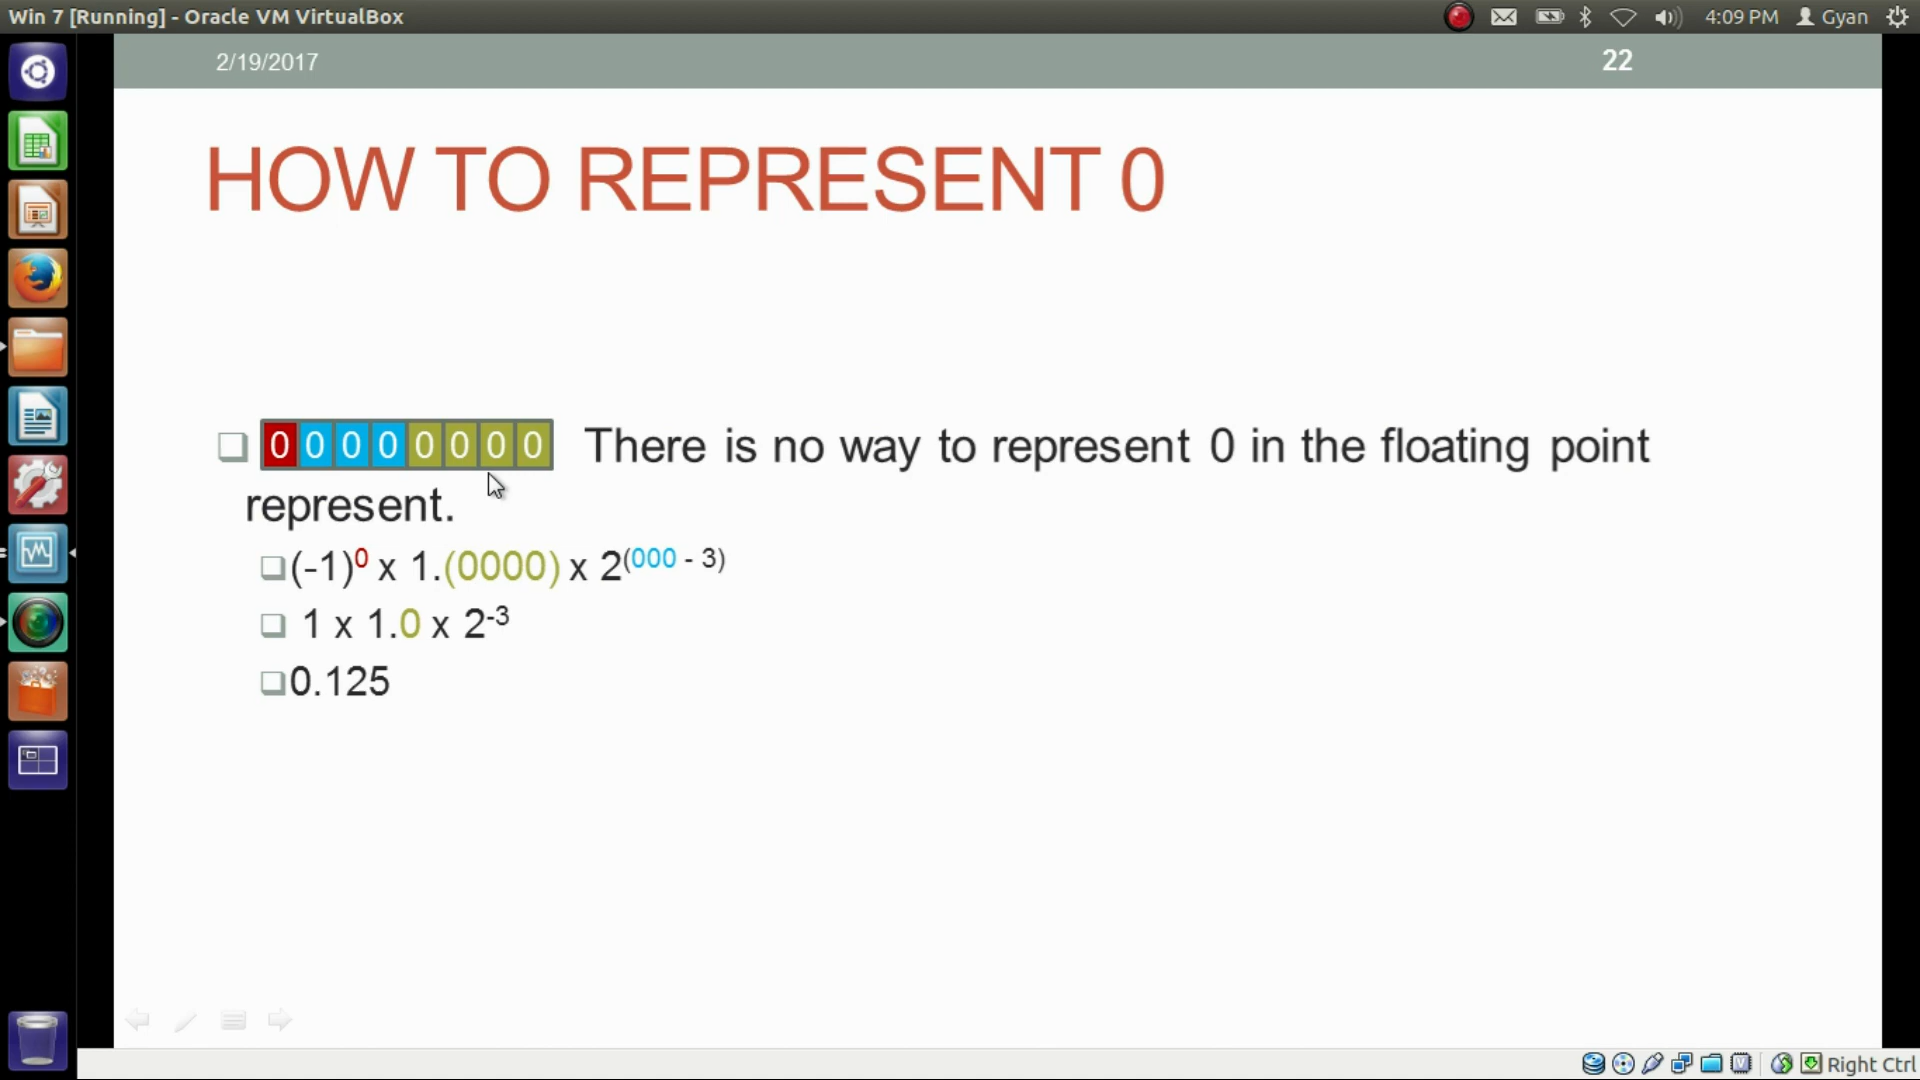 Win 7 [Running] - Oracle VM VirtualBox
4:09 PM Gyan
2/19/2017
22
HOW TO REPRESENT 0
0 0 0 0 0 0 0 0 There is no way to represent 0 in the floating point
represent.
(-1)⁰ x 1.(0000) x 2⁽⁰⁰⁰ ⁻ ³⁾
1 x 1.0 x 2⁻³
0.125
Right Ctrl